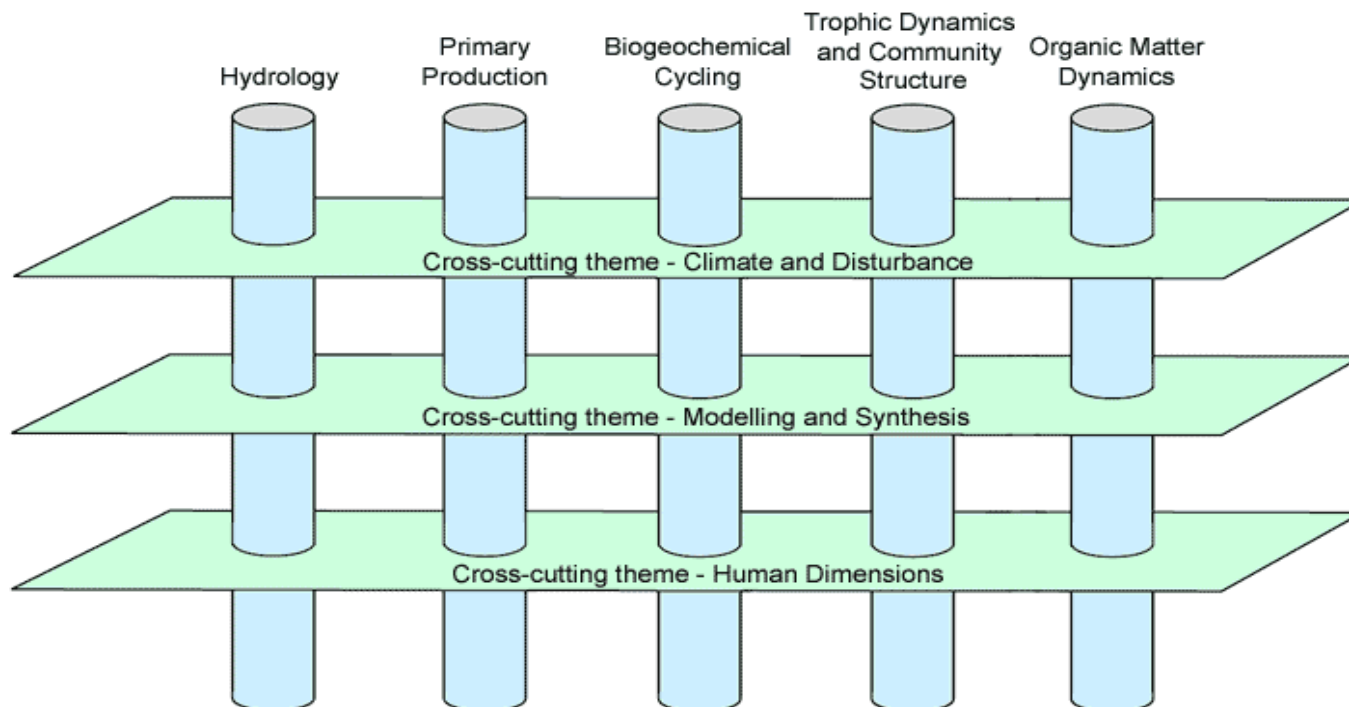 Hydrology
Primary
Production
Biogeochemical
Cycling
Trophic Dynamics
and Community
Structure
Organic Matter
Dynamics
Cross-cutting theme - Climate and Disturbance
Cross-cutting theme - Modelling and Synthesis
Cross-cutting theme - Human Dimensions